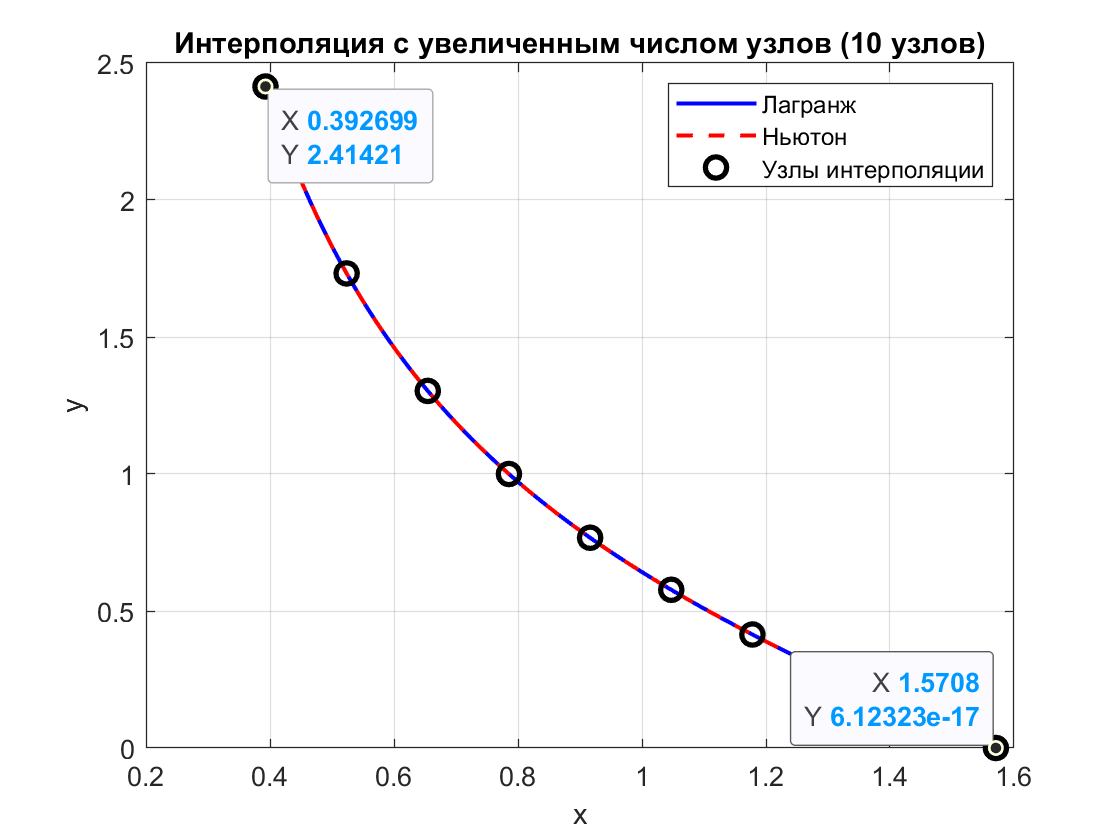 Интерполяция с увеличенным числом узлов (10 узлов)
2.5
2
1.5
1
0.5
0
y
X 0.392699
Y 2.41421
Лагранж
Ньютон
Узлы интерполяции
X 1.5708
Y 6.12323e-17
0.2 0.4 0.6 0.8 1 1.2 1.4 1.6
x